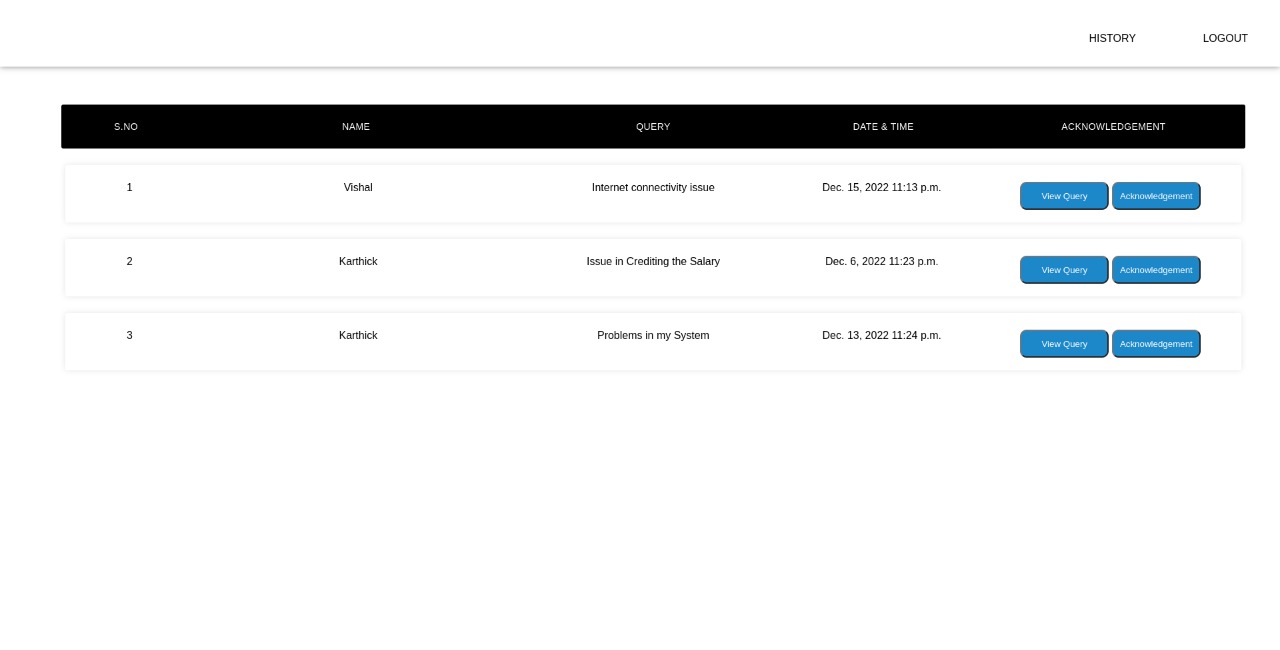 HISTORY LOGOUT
S.NO NAME QUERY DATE & TIME ACKNOWLEDGEMENT
1 Vishal Internet connectivity issue Dec. 15, 2022 11:13 p.m. View Query Acknowledgement
2 Karthick Issue in Crediting the Salary Dec. 6, 2022 11:23 p.m. View Query Acknowledgement
3 Karthick Problems in my System Dec. 13, 2022 11:24 p.m. View Query Acknowledgement